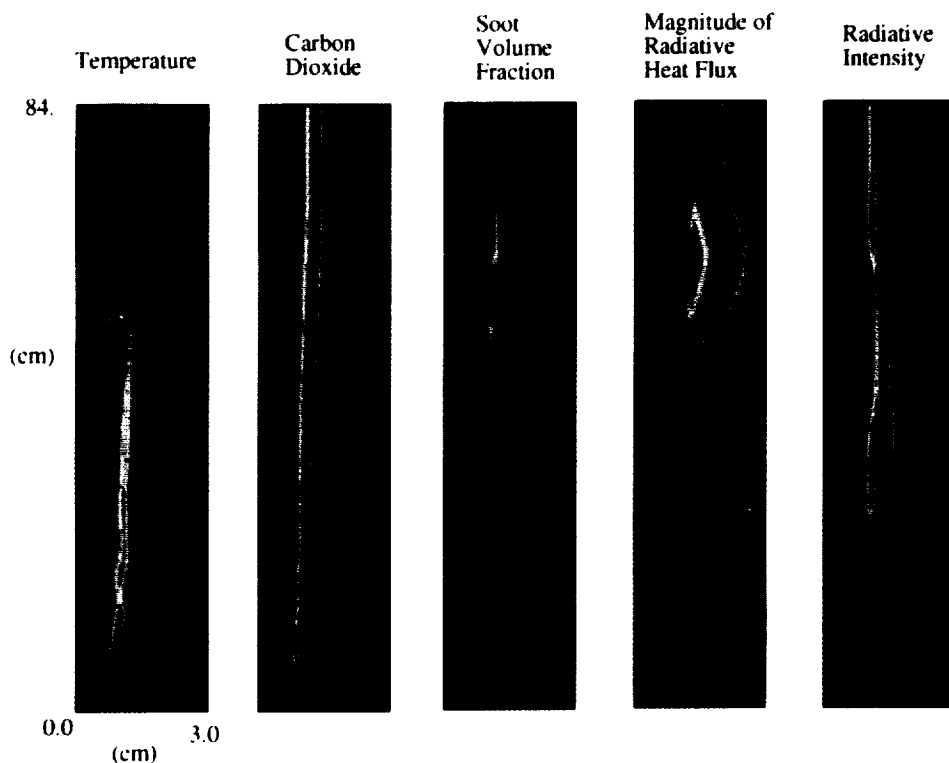 Temperature
Carbon
Dioxide
Soot
Volume
Fraction
Magnitude of
Radiative
Heat Flux
Radiative
Intensity
84.
(cm)
0.0
3.0
(cm)